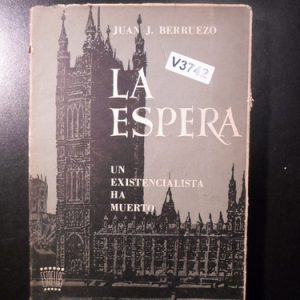 JUAN J. BERRUEZO
V3742
LA
ESPERA
UN
EXISTENCIALISTA
HA
MUERTO